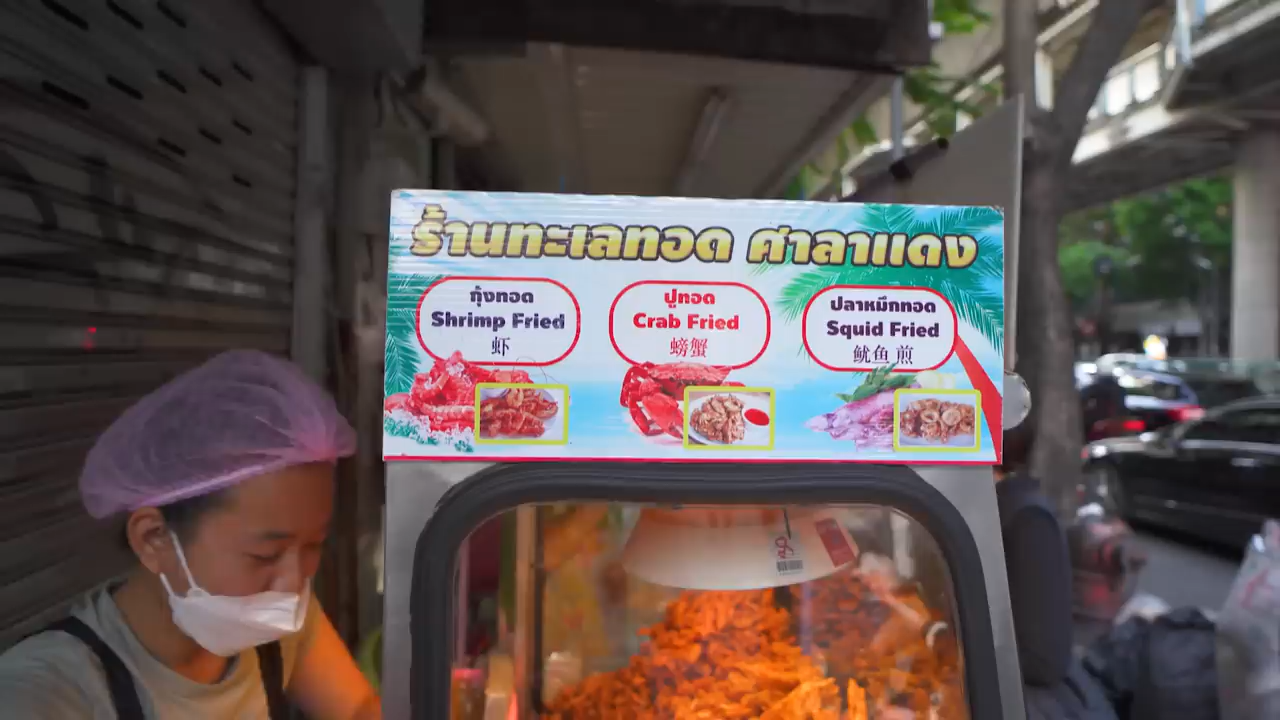 ร้านทะเลทอด ศาลาแดง
กุ้งทอด
Shrimp Fried
虾
ปูทอด
Crab Fried
螃蟹
ปลาหมึกทอด
Squid Fried
鱿鱼 煎